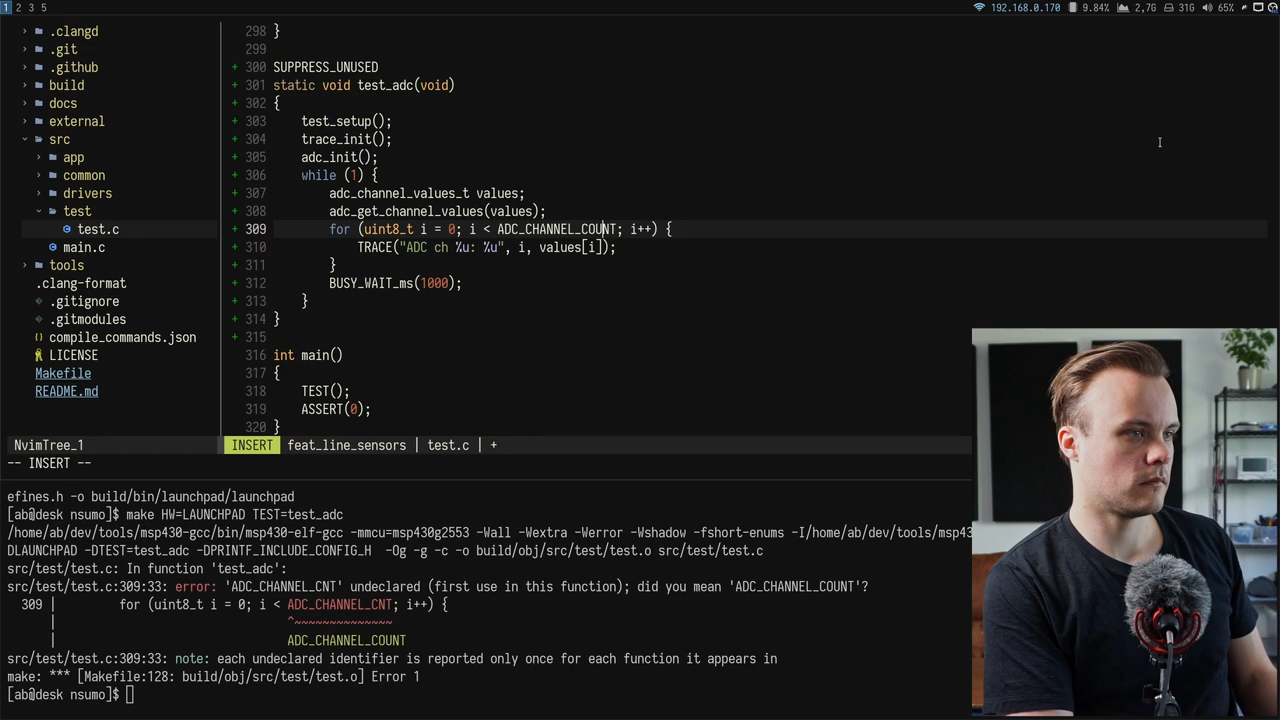 1 2 3 5
192.168.0.170 9.84% 2,7G 31G 65%
.clangd
.git
.github
build
docs
external
src
app
common
drivers
test
test.c
main.c
tools
.clang-format
.gitignore
.gitmodules
compile_commands.json
LICENSE
Makefile
README.md
298 }
299
+ 300 SUPPRESS_UNUSED
+ 301 static void test_adc(void)
+ 302 {
+ 303 test_setup();
+ 304 trace_init();
+ 305 adc_init();
+ 306 while (1) {
+ 307 adc_channel_values_t values;
+ 308 adc_get_channel_values(values);
+ 309 for (uint8_t i = 0; i < ADC_CHANNEL_COUNT; i++) {
+ 310 TRACE("ADC ch %u: %u", i, values[i]);
+ 311 }
+ 312 BUSY_WAIT_ms(1000);
+ 313 }
+ 314 }
+ 315
316 int main()
317 {
318 TEST();
319 ASSERT(0);
320 }
NvimTree_1 INSERT feat_line_sensors | test.c | +
-- INSERT --
efines.h -o build/bin/launchpad/launchpad
[ab@desk nsumo]$ make HW=LAUNCHPAD TEST=test_adc
/home/ab/dev/tools/msp430-gcc/bin/msp430-elf-gcc -mmcu=msp430g2553 -Wall -Wextra -Werror -Wshadow -fshort-enums -I/home/ab/dev/tools/msp43
DLAUNCHPAD -DTEST=test_adc -DPRINTF_INCLUDE_CONFIG_H -Og -g -c -o build/obj/src/test/test.o src/test/test.c
src/test/test.c: In function 'test_adc':
src/test/test.c:309:33: error: 'ADC_CHANNEL_CNT' undeclared (first use in this function); did you mean 'ADC_CHANNEL_COUNT'?
309 | for (uint8_t i = 0; i < ADC_CHANNEL_CNT; i++) {
| ^~~~~~~~~~~~~~~
| ADC_CHANNEL_COUNT
src/test/test.c:309:33: note: each undeclared identifier is reported only once for each function it appears in
make: *** [Makefile:128: build/obj/src/test/test.o] Error 1
[ab@desk nsumo]$